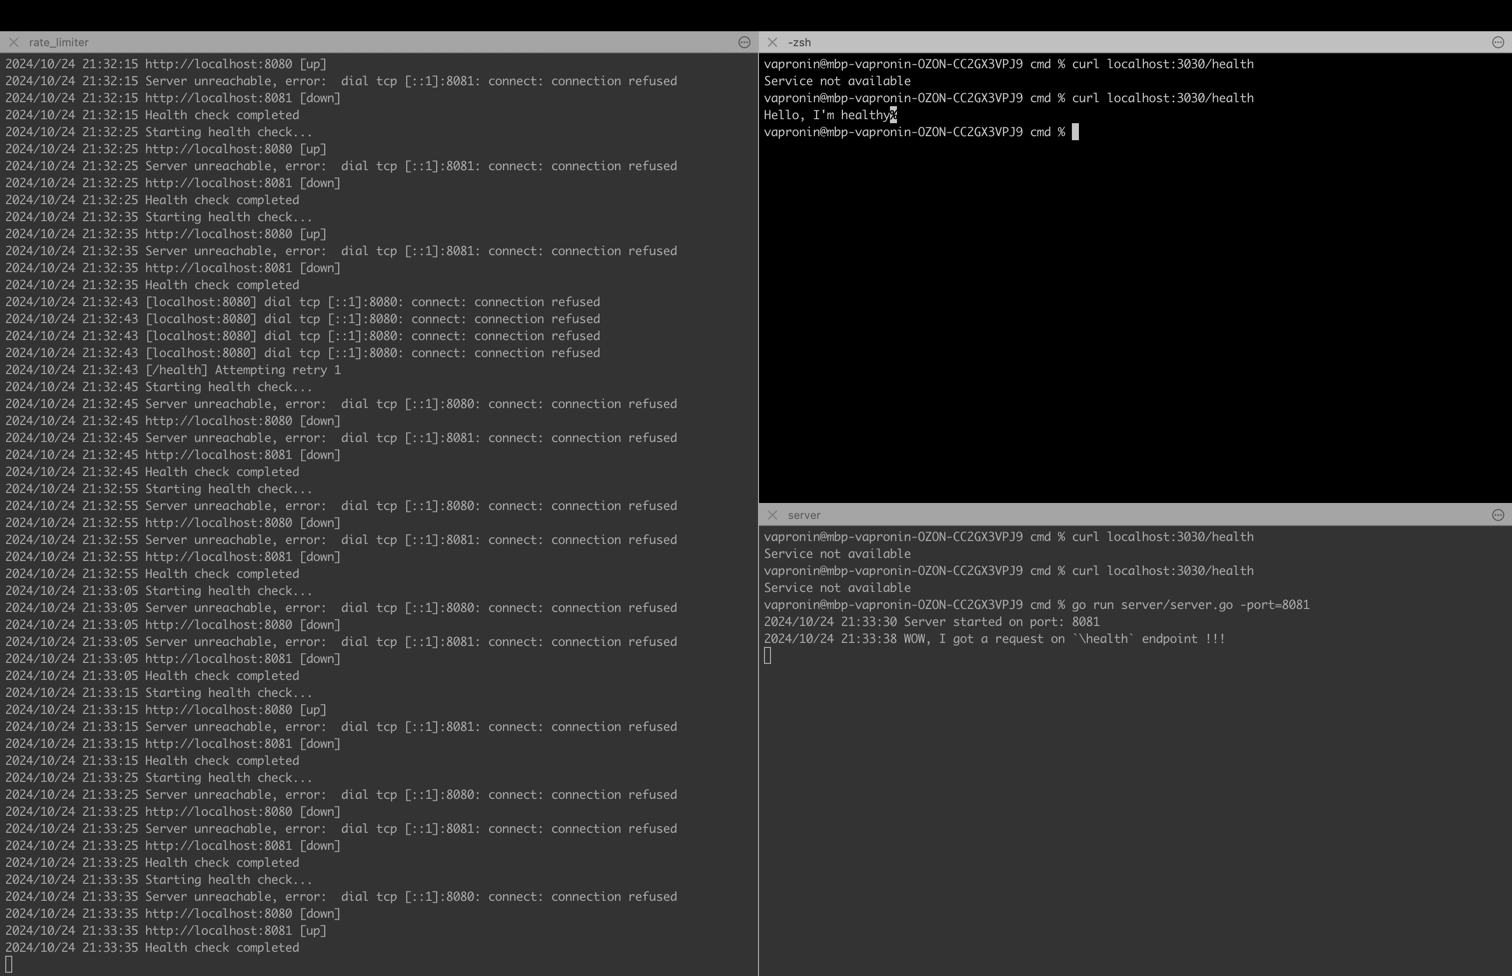 rate_limiter
2024/10/24 21:32:15 http://localhost:8080 [up]
2024/10/24 21:32:15 Server unreachable, error:  dial tcp [::1]:8081: connect: connection refused
2024/10/24 21:32:15 http://localhost:8081 [down]
2024/10/24 21:32:15 Health check completed
2024/10/24 21:32:25 Starting health check...
2024/10/24 21:32:25 http://localhost:8080 [up]
2024/10/24 21:32:25 Server unreachable, error:  dial tcp [::1]:8081: connect: connection refused
2024/10/24 21:32:25 http://localhost:8081 [down]
2024/10/24 21:32:25 Health check completed
2024/10/24 21:32:35 Starting health check...
2024/10/24 21:32:35 http://localhost:8080 [up]
2024/10/24 21:32:35 Server unreachable, error:  dial tcp [::1]:8081: connect: connection refused
2024/10/24 21:32:35 http://localhost:8081 [down]
2024/10/24 21:32:35 Health check completed
2024/10/24 21:32:43 [localhost:8080] dial tcp [::1]:8080: connect: connection refused
2024/10/24 21:32:43 [localhost:8080] dial tcp [::1]:8080: connect: connection refused
2024/10/24 21:32:43 [localhost:8080] dial tcp [::1]:8080: connect: connection refused
2024/10/24 21:32:43 [localhost:8080] dial tcp [::1]:8080: connect: connection refused
2024/10/24 21:32:43 [/health] Attempting retry 1
2024/10/24 21:32:45 Starting health check...
2024/10/24 21:32:45 Server unreachable, error:  dial tcp [::1]:8080: connect: connection refused
2024/10/24 21:32:45 http://localhost:8080 [down]
2024/10/24 21:32:45 Server unreachable, error:  dial tcp [::1]:8081: connect: connection refused
2024/10/24 21:32:45 http://localhost:8081 [down]
2024/10/24 21:32:45 Health check completed
2024/10/24 21:32:55 Starting health check...
2024/10/24 21:32:55 Server unreachable, error:  dial tcp [::1]:8080: connect: connection refused
2024/10/24 21:32:55 http://localhost:8080 [down]
2024/10/24 21:32:55 Server unreachable, error:  dial tcp [::1]:8081: connect: connection refused
2024/10/24 21:32:55 http://localhost:8081 [down]
2024/10/24 21:32:55 Health check completed
2024/10/24 21:33:05 Starting health check...
2024/10/24 21:33:05 Server unreachable, error:  dial tcp [::1]:8080: connect: connection refused
2024/10/24 21:33:05 http://localhost:8080 [down]
2024/10/24 21:33:05 Server unreachable, error:  dial tcp [::1]:8081: connect: connection refused
2024/10/24 21:33:05 http://localhost:8081 [down]
2024/10/24 21:33:05 Health check completed
2024/10/24 21:33:15 Starting health check...
2024/10/24 21:33:15 http://localhost:8080 [up]
2024/10/24 21:33:15 Server unreachable, error:  dial tcp [::1]:8081: connect: connection refused
2024/10/24 21:33:15 http://localhost:8081 [down]
2024/10/24 21:33:15 Health check completed
2024/10/24 21:33:25 Starting health check...
2024/10/24 21:33:25 Server unreachable, error:  dial tcp [::1]:8080: connect: connection refused
2024/10/24 21:33:25 http://localhost:8080 [down]
2024/10/24 21:33:25 Server unreachable, error:  dial tcp [::1]:8081: connect: connection refused
2024/10/24 21:33:25 http://localhost:8081 [down]
2024/10/24 21:33:25 Health check completed
2024/10/24 21:33:35 Starting health check...
2024/10/24 21:33:35 Server unreachable, error:  dial tcp [::1]:8080: connect: connection refused
2024/10/24 21:33:35 http://localhost:8080 [down]
2024/10/24 21:33:35 http://localhost:8081 [up]
2024/10/24 21:33:35 Health check completed
-zsh
vapronin@mbp-vapronin-OZON-CC2GX3VPJ9 cmd % curl localhost:3030/health
Service not available
vapronin@mbp-vapronin-OZON-CC2GX3VPJ9 cmd % curl localhost:3030/health
Hello, I'm healthy%
vapronin@mbp-vapronin-OZON-CC2GX3VPJ9 cmd %
server
vapronin@mbp-vapronin-OZON-CC2GX3VPJ9 cmd % curl localhost:3030/health
Service not available
vapronin@mbp-vapronin-OZON-CC2GX3VPJ9 cmd % curl localhost:3030/health
Service not available
vapronin@mbp-vapronin-OZON-CC2GX3VPJ9 cmd % go run server/server.go -port=8081
2024/10/24 21:33:30 Server started on port: 8081
2024/10/24 21:33:38 WOW, I got a request on `\health` endpoint !!!